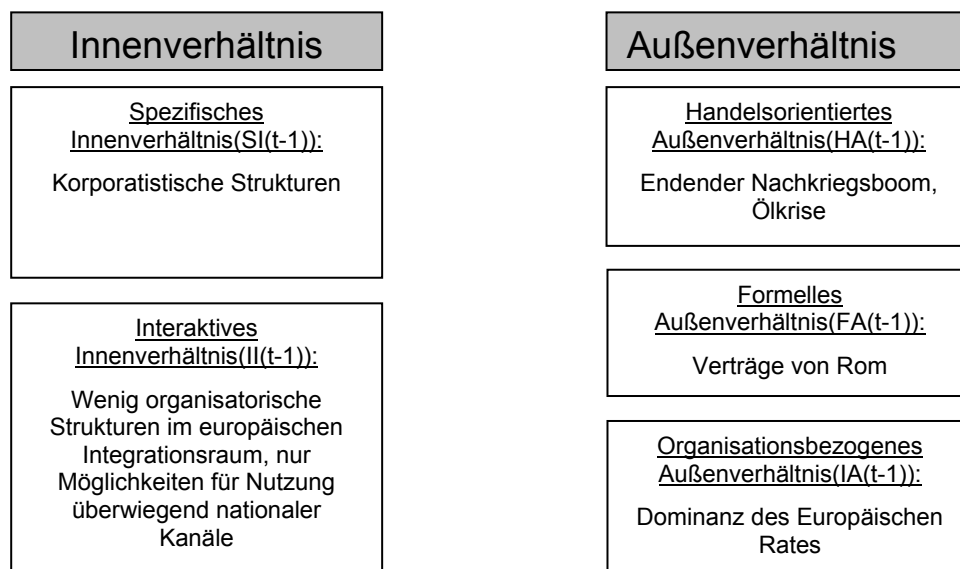 Innenverhältnis
Spezifisches
Innenverhältnis(SI(t-1)):
Korporatistische Strukturen
Interaktives
Innenverhältnis(II(t-1)):
Wenig organisatorische
Strukturen im europäischen
Integrationsraum, nur
Möglichkeiten für Nutzung
überwiegend nationaler
Kanäle
Außenverhältnis
Handelsorientiertes
Außenverhältnis(HA(t-1)):
Endender Nachkriegsboom,
Ölkrise
Formelles
Außenverhältnis(FA(t-1)):
Verträge von Rom
Organisationsbezogenes
Außenverhältnis(IA(t-1)):
Dominanz des Europäischen
Rates